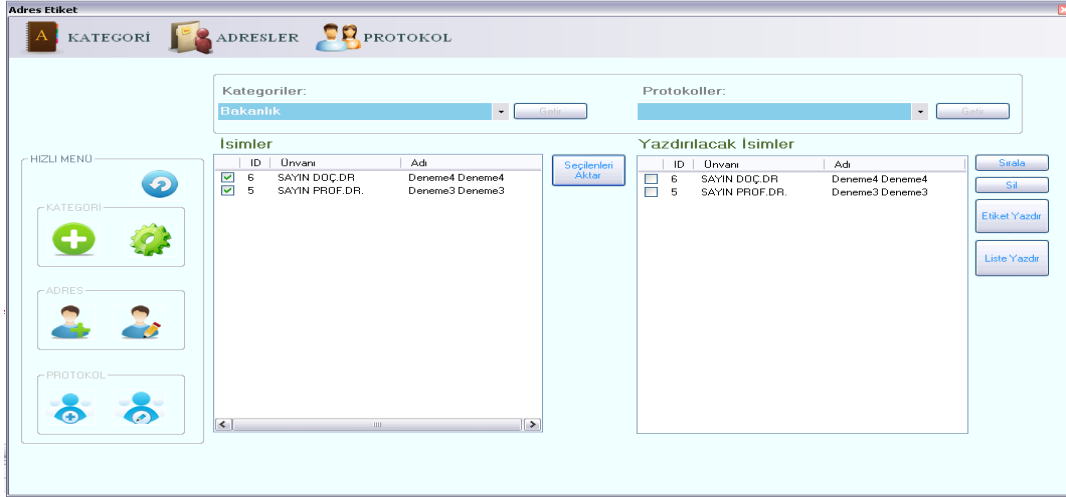 Adres Etiket
A KATEGORİ ADRESLER PROTOKOL
Kategoriler: Protokoller:
Bakanlık Getir Getir
İsimler Yazdırılacak İsimler
HIZLI MENÜ
ID Ünvanı Adı Seçilenleri Aktar ID Ünvanı Adı Sırala
6 SAYIN DOÇ.DR Deneme4 Deneme4 6 SAYIN DOÇ.DR Deneme4 Deneme4
5 SAYIN PROF.DR. Deneme3 Deneme3 5 SAYIN PROF.DR. Deneme3 Deneme3 Sil
KATEGORİ
Etiket Yazdır
Liste Yazdır
ADRES
PROTOKOL